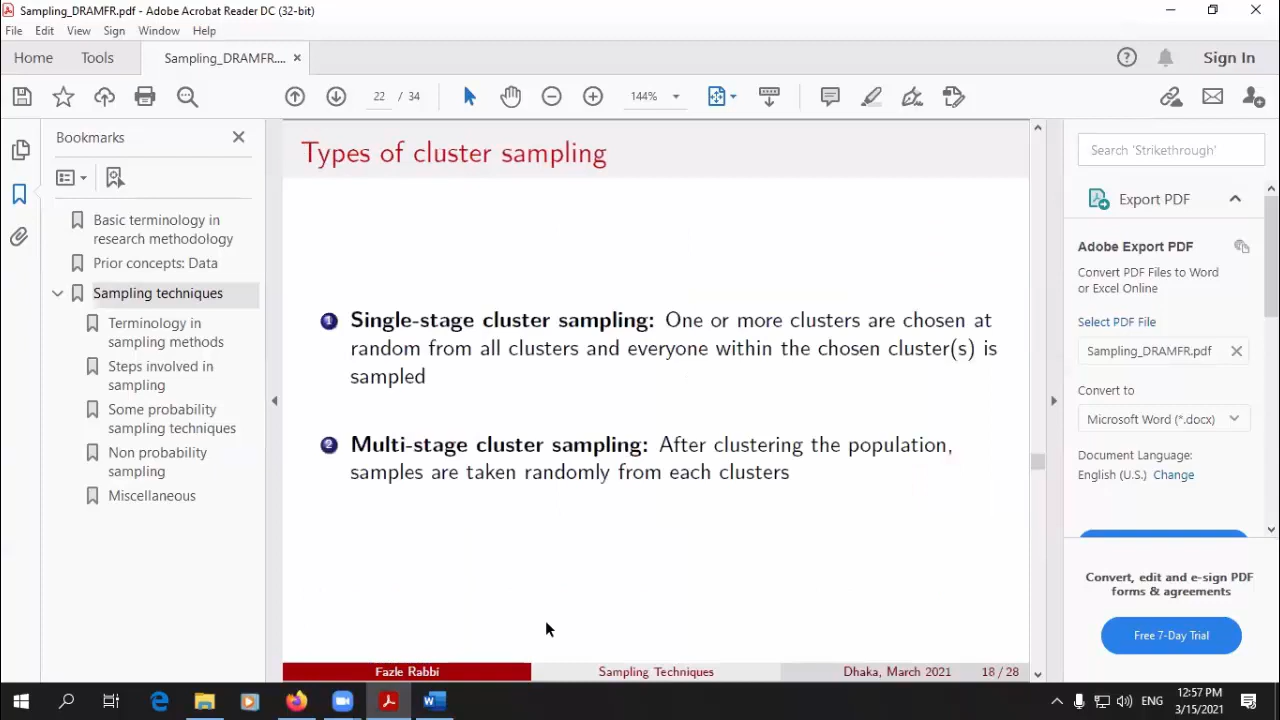 Sampling_DRAMFR.pdf - Adobe Acrobat Reader DC (32-bit)
File Edit View Sign Window Help
Home Tools Sampling_DRAMFR.... × Sign In
22 / 34 144%
Bookmarks
Basic terminology in
research methodology
Prior concepts: Data
Sampling techniques
Terminology in
sampling methods
Steps involved in
sampling
Some probability
sampling techniques
Non probability
sampling
Miscellaneous
Types of cluster sampling
1 Single-stage cluster sampling: One or more clusters are chosen at
random from all clusters and everyone within the chosen cluster(s) is
sampled
2 Multi-stage cluster sampling: After clustering the population,
samples are taken randomly from each clusters
Fazle Rabbi Sampling Techniques Dhaka, March 2021 18 / 28
Search 'Strikethrough'
Export PDF
Adobe Export PDF
Convert PDF Files to Word
or Excel Online
Select PDF File
Sampling_DRAMFR.pdf
Convert to
Microsoft Word (*.docx)
Document Language:
English (U.S.) Change
Convert, edit and e-sign PDF
forms & agreements
Free 7-Day Trial
ENG
12:57 PM
3/15/2021